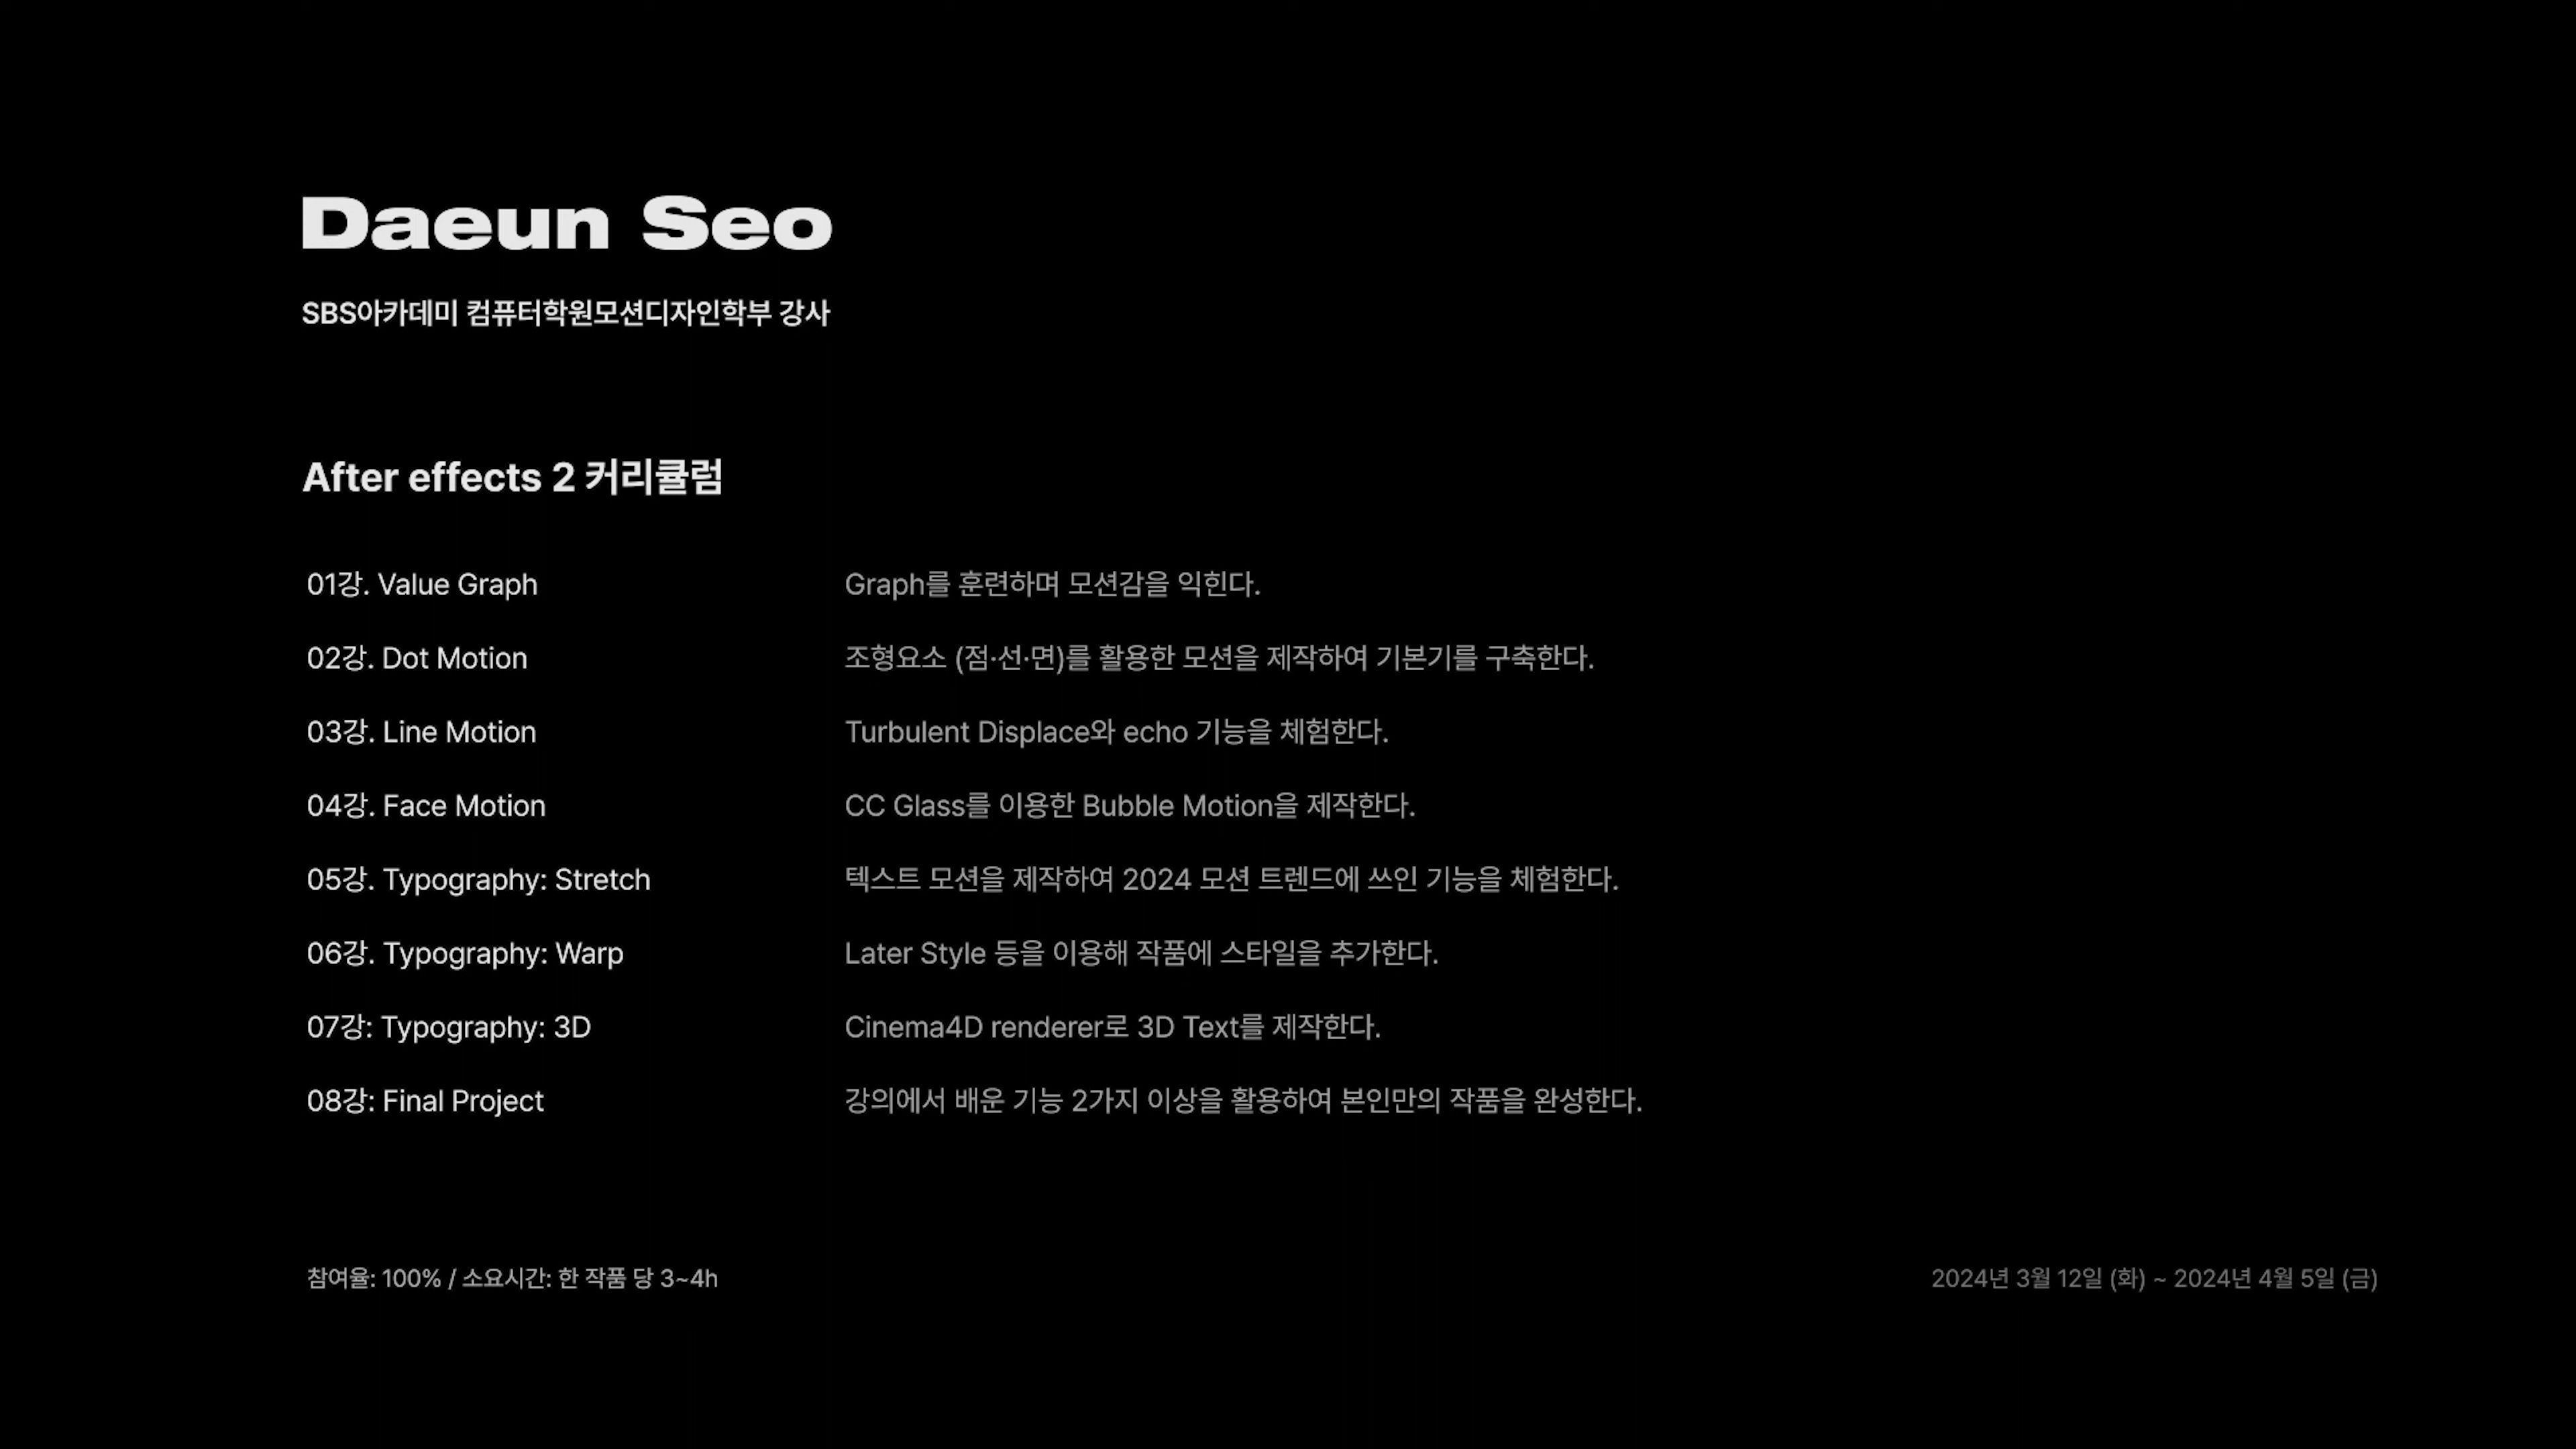 Daeun Seo
SBS아카데미 컴퓨터학원모션디자인학부 강사
After effects 2 커리큘럼
01강. Value Graph Graph를 훈련하며 모션감을 익힌다.
02강. Dot Motion 조형요소 (점·선·면)를 활용한 모션을 제작하여 기본기를 구축한다.
03강. Line Motion Turbulent Displace와 echo 기능을 체험한다.
04강. Face Motion CC Glass를 이용한 Bubble Motion을 제작한다.
05강. Typography: Stretch 텍스트 모션을 제작하여 2024 모션 트렌드에 쓰인 기능을 체험한다.
06강. Typography: Warp Later Style 등을 이용해 작품에 스타일을 추가한다.
07강: Typography: 3D Cinema4D renderer로 3D Text를 제작한다.
08강: Final Project 강의에서 배운 기능 2가지 이상을 활용하여 본인만의 작품을 완성한다.
참여율: 100% / 소요시간: 한 작품 당 3~4h 2024년 3월 12일 (화) ~ 2024년 4월 5일 (금)